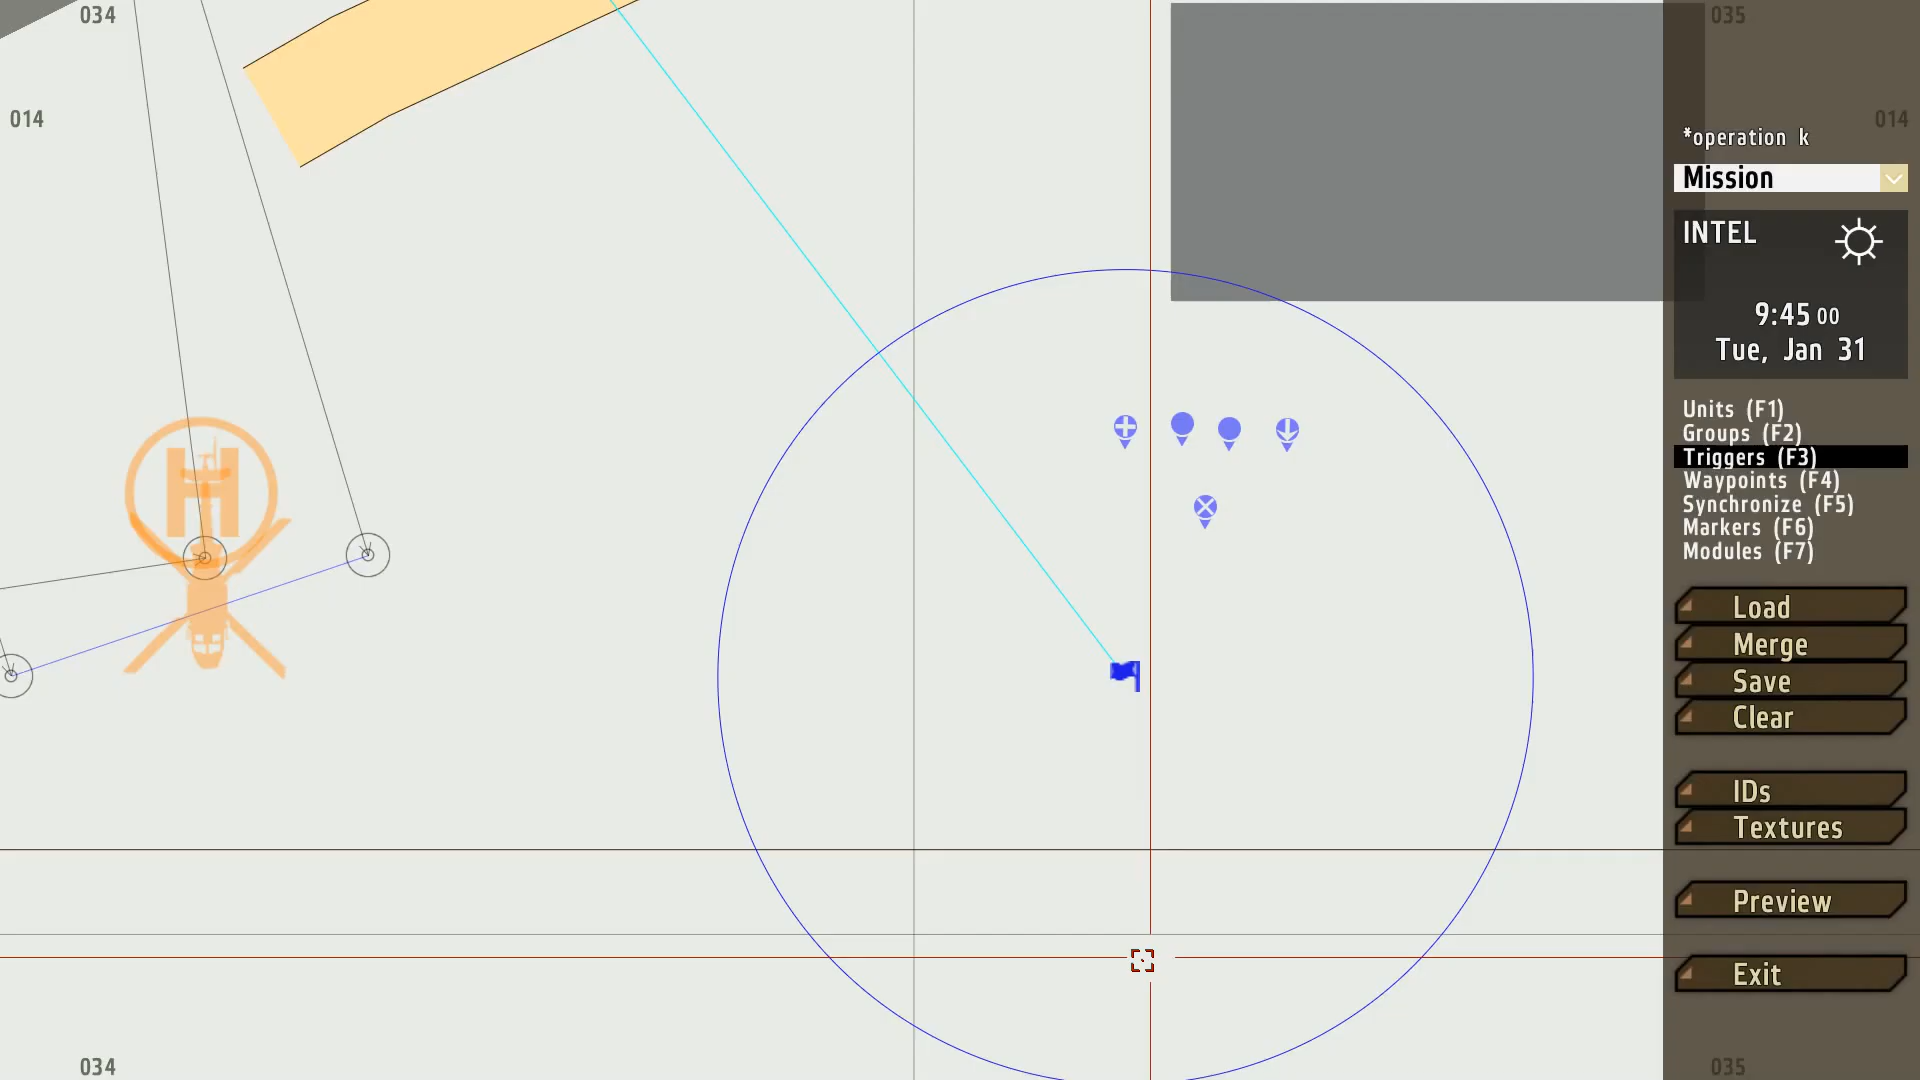 034
035
014
014
*operation k
Mission
INTEL
9:45 00
Tue, Jan 31
Units (F1)
Groups (F2)
Triggers (F3)
Waypoints (F4)
Synchronize (F5)
Markers (F6)
Modules (F7)
H
Load
Merge
Save
Clear
IDs
Textures
Preview
Exit
034
035